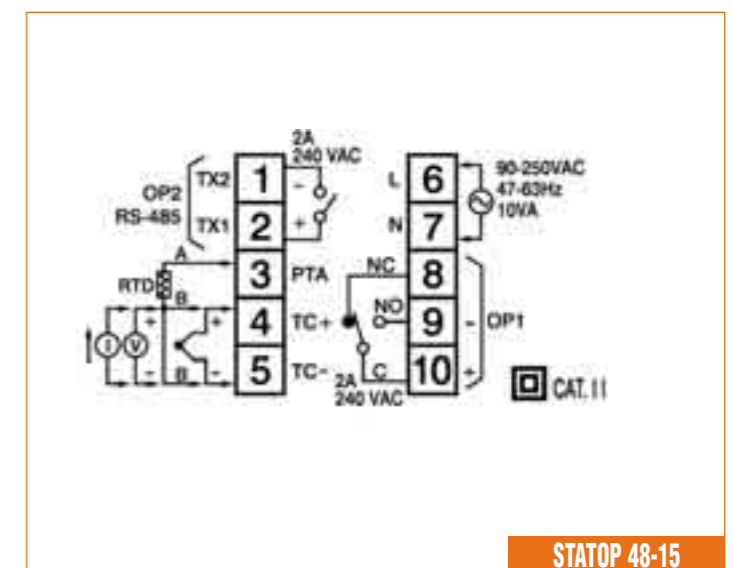 2A
240 VAC
OP2
RS-485
TX2 1 -
TX1 2 +
A 3 PTA
RTD
B
+ + 4 TC+
I V
- B - 5 TC-
L 6
N 7
90-250VAC
47-63Hz
10VA
NC 8
NO 9 - OP1
C 10 +
2A
240 VAC
CAT. II
STATOP 48-15